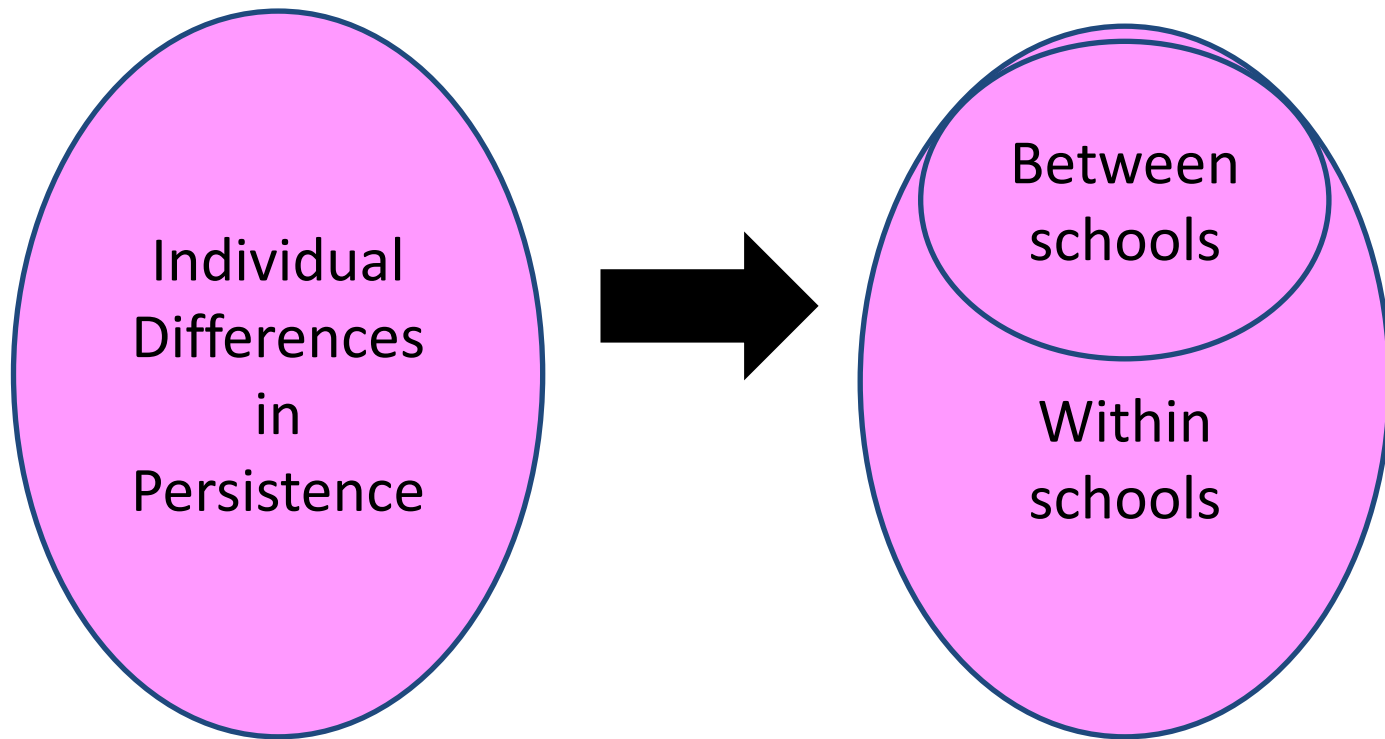 Individual
Differences
in
Persistence
Between
schools
Within
schools